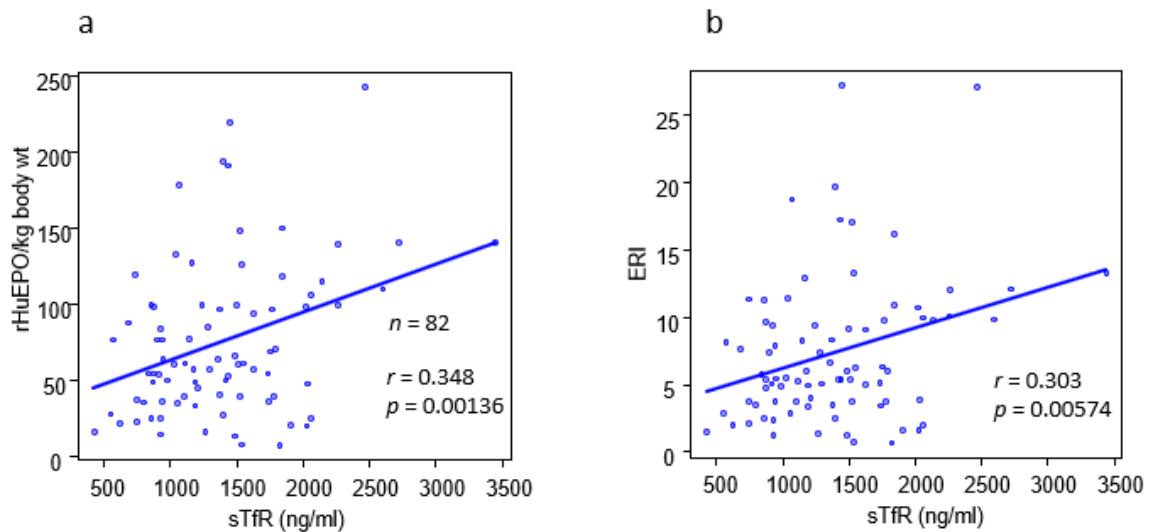 a
250
200
150
100
50
0
rHuEPO/kg body wt
n = 82
r = 0.348
p = 0.00136
500 1000 1500 2000 2500 3000 3500
sTfR (ng/ml)
b
25
20
15
10
5
0
ERI
r = 0.303
p = 0.00574
500 1000 1500 2000 2500 3000 3500
sTfR (ng/ml)